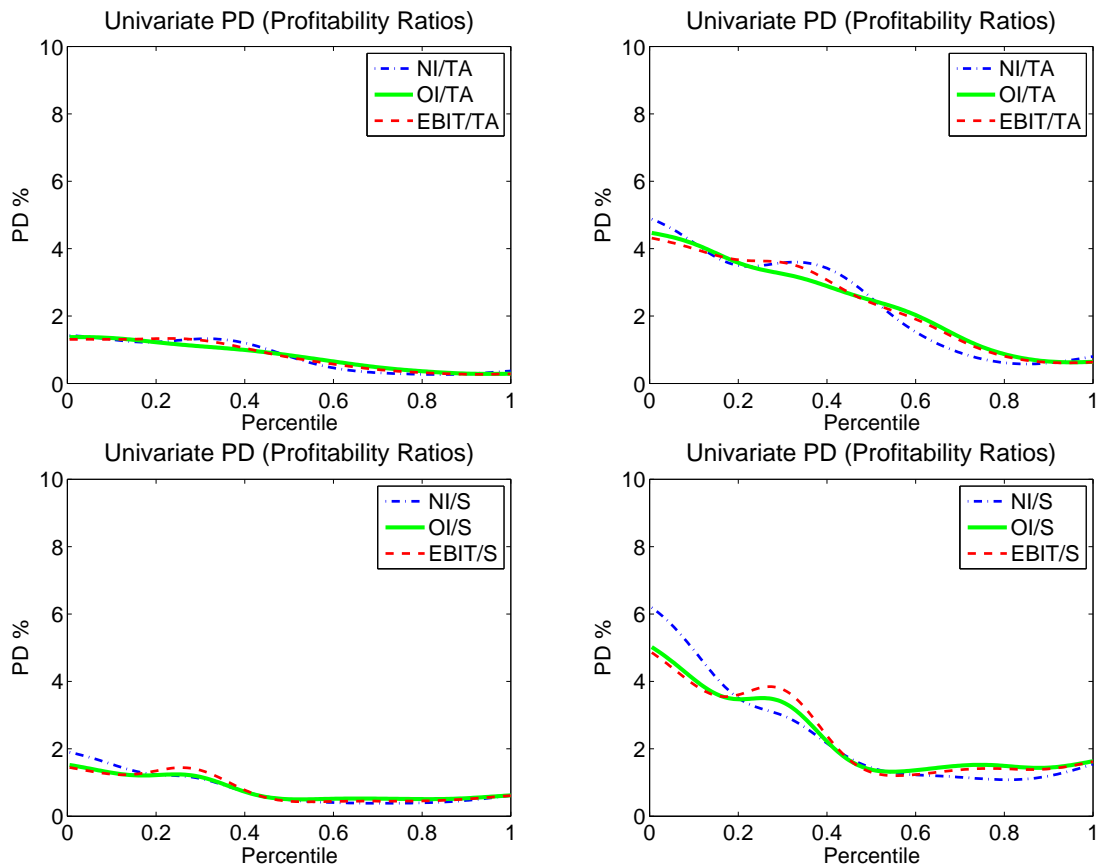 Univariate PD (Profitability Ratios)
10
8
6
4
2
0
PD %
NI/TA
OI/TA
EBIT/TA
0 0.2 0.4 0.6 0.8 1
Percentile
Univariate PD (Profitability Ratios)
10
8
6
4
2
0
PD %
NI/TA
OI/TA
EBIT/TA
0 0.2 0.4 0.6 0.8 1
Percentile
Univariate PD (Profitability Ratios)
10
8
6
4
2
0
PD %
NI/S
OI/S
EBIT/S
0 0.2 0.4 0.6 0.8 1
Percentile
Univariate PD (Profitability Ratios)
10
8
6
4
2
0
PD %
NI/S
OI/S
EBIT/S
0 0.2 0.4 0.6 0.8 1
Percentile